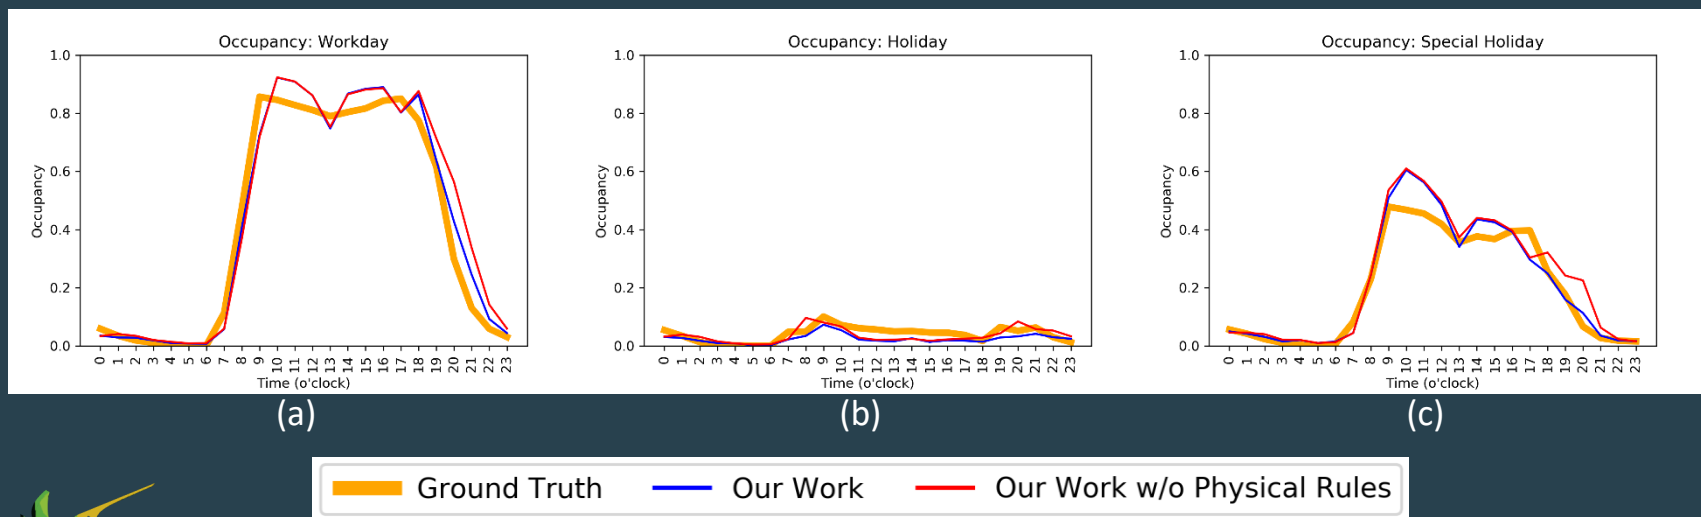 Occupancy: Workday
1.0
0.8
0.6
0.4
0.2
0.0
Occupancy
0 1 2 3 4 5 6 7 8 9 10 11 12 13 14 15 16 17 18 19 20 21 22 23
Time (o'clock)
(a)
Occupancy: Holiday
1.0
0.8
0.6
0.4
0.2
0.0
Occupancy
0 1 2 3 4 5 6 7 8 9 10 11 12 13 14 15 16 17 18 19 20 21 22 23
Time (o'clock)
(b)
Occupancy: Special Holiday
1.0
0.8
0.6
0.4
0.2
0.0
Occupancy
0 1 2 3 4 5 6 7 8 9 10 11 12 13 14 15 16 17 18 19 20 21 22 23
Time (o'clock)
(c)
Ground Truth Our Work Our Work w/o Physical Rules